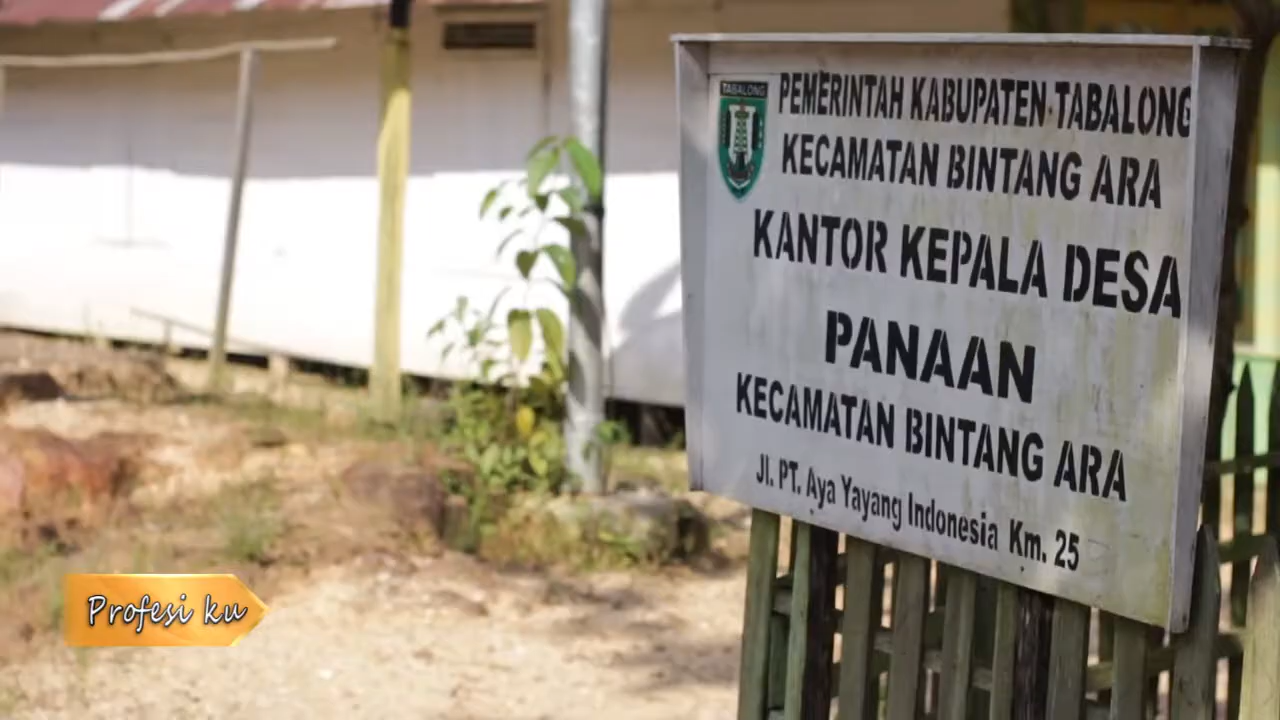 TABALONG
PEMERINTAH KABUPATEN TABALONG
KECAMATAN BINTANG ARA
KANTOR KEPALA DESA
PANAAN
KECAMATAN BINTANG ARA
Jl. PT. Aya Yayang Indonesia Km. 25
Profesi ku